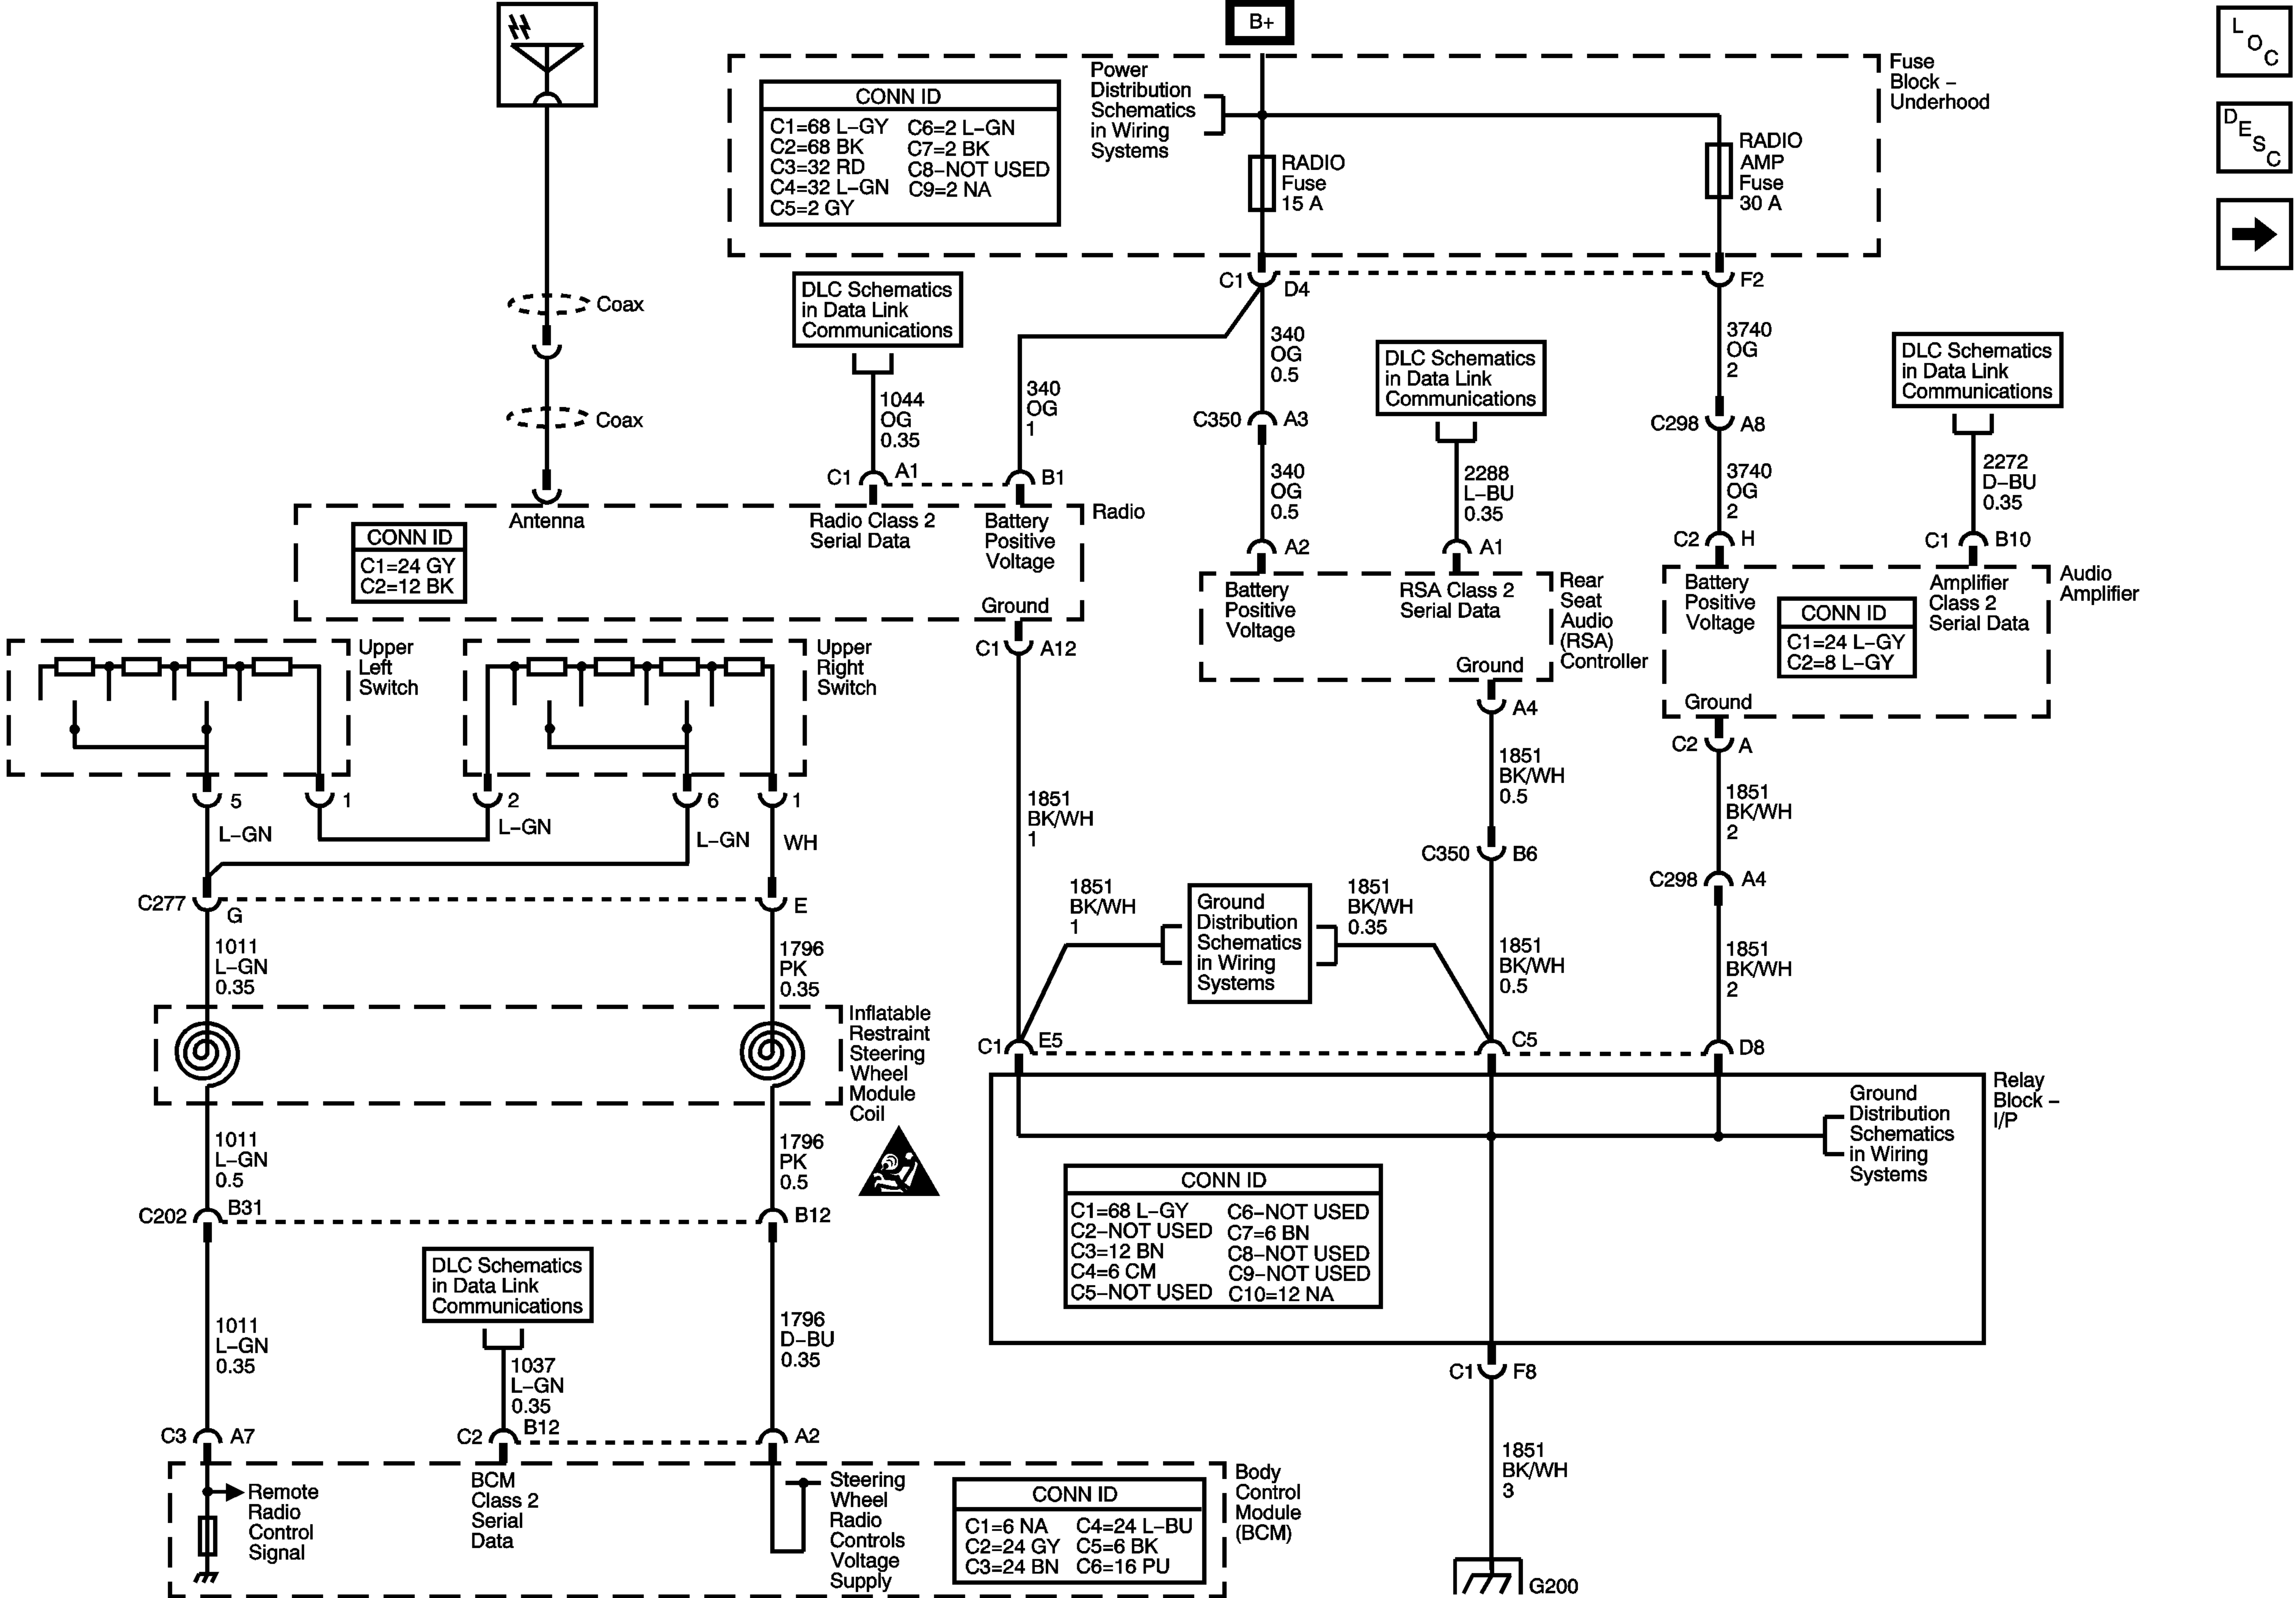 B+
L
O
C
D
E
S
C
Fuse
Block –
Underhood
Power
Distribution
Schematics
in Wiring
Systems
CONN ID
C1=68 L–GY
C2=68 BK
C3=32 RD
C4=32 L–GN
C5=2 GY
C6=2 L–GN
C7=2 BK
C8–NOT USED
C9=2 NA
RADIO
Fuse
15 A
RADIO
AMP
Fuse
30 A
C1
D4
F2
Coax
Coax
DLC Schematics
in Data Link
Communications
1044
OG
0.35
340
OG
1
340
OG
0.5
C350
A3
340
OG
0.5
A2
DLC Schematics
in Data Link
Communications
2288
L–BU
0.35
A1
3740
OG
2
C298
A8
3740
OG
2
C2
H
DLC Schematics
in Data Link
Communications
2272
D–BU
0.35
C1
B10
C1
A1
B1
Antenna
Radio Class 2
Serial Data
Battery
Positive
Voltage
Radio
CONN ID
C1=24 GY
C2=12 BK
Ground
C1
A12
Battery
Positive
Voltage
RSA Class 2
Serial Data
Ground
Rear
Seat
Audio
(RSA)
Controller
A4
Battery
Positive
Voltage
CONN ID
C1=24 L–GY
C2=8 L–GY
Amplifier
Class 2
Serial Data
Audio
Amplifier
Ground
C2
A
Upper
Left
Switch
Upper
Right
Switch
5
1
2
6
1
L–GN
L–GN
L–GN
WH
C277
G
E
1011
L–GN
0.35
1796
PK
0.35
Inflatable
Restraint
Steering
Wheel
Module
Coil
1011
L–GN
0.5
1796
PK
0.5
C202
B31
B12
1011
L–GN
0.35
DLC Schematics
in Data Link
Communications
1037
L–GN
0.35
1796
D–BU
0.35
C3
A7
C2
B12
A2
Remote
Radio
Control
Signal
BCM
Class 2
Serial
Data
Steering
Wheel
Radio
Controls
Voltage
Supply
CONN ID
C1=6 NA
C2=24 GY
C3=24 BN
C4=24 L–BU
C5=6 BK
C6=16 PU
Body
Control
Module
(BCM)
1851
BK/WH
1
1851
BK/WH
0.5
C350
B6
1851
BK/WH
0.5
1851
BK/WH
2
C298
A4
1851
BK/WH
2
1851
BK/WH
1
Ground
Distribution
Schematics
in Wiring
Systems
1851
BK/WH
0.35
C1
E5
C5
D8
Relay
Block –
I/P
Ground
Distribution
Schematics
in Wiring
Systems
CONN ID
C1=68 L–GY
C2–NOT USED
C3=12 BN
C4=6 CM
C5–NOT USED
C6–NOT USED
C7=6 BN
C8–NOT USED
C9–NOT USED
C10=12 NA
C1
F8
1851
BK/WH
3
G200